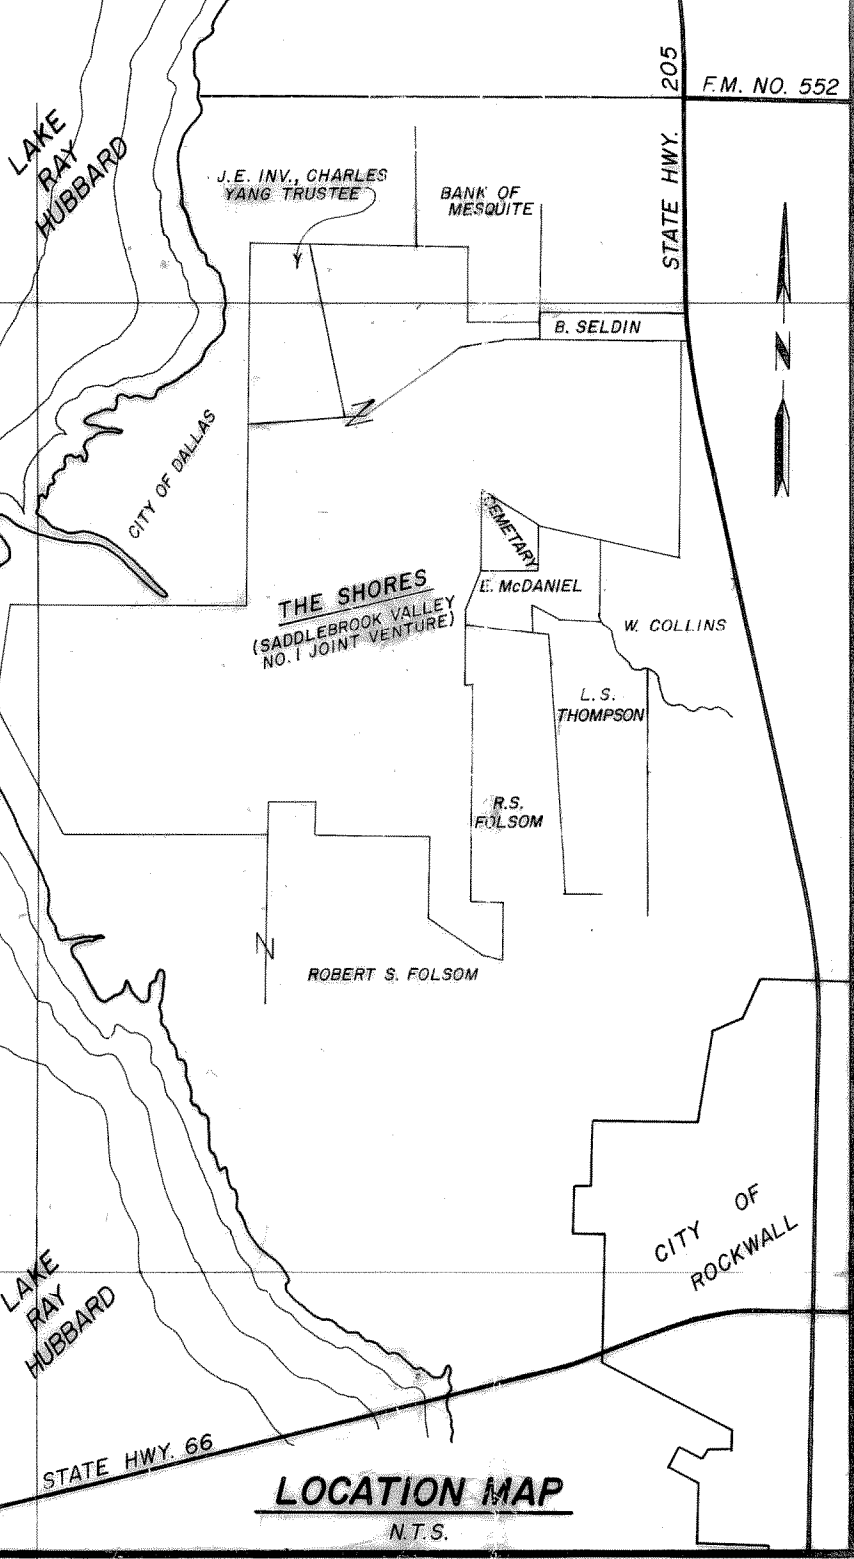 STATE HWY. 205
F.M. NO. 552
LAKE
RAY
HUBBARD
J.E. INV., CHARLES
YANG TRUSTEE
BANK OF
MESQUITE
B. SELDIN
N
CITY OF DALLAS
CEMETARY
E. McDANIEL
THE SHORES
(SADDLEBROOK VALLEY
NO. 1 JOINT VENTURE)
W. COLLINS
L.S.
THOMPSON
R.S.
FOLSOM
ROBERT S. FOLSOM
CITY OF
ROCKWALL
LAKE
RAY
HUBBARD
STATE HWY. 66
LOCATION MAP
N.T.S.